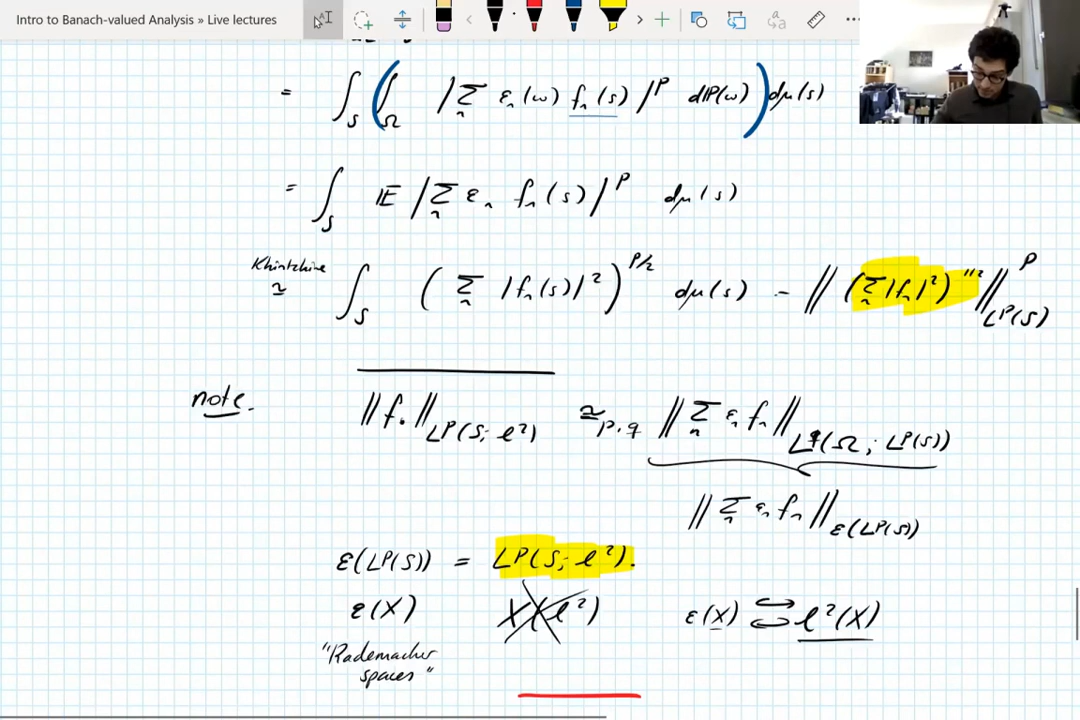 Intro to Banach-valued Analysis » Live lectures
= ∫_S ( ∫_Ω |Σ_n ε_n(ω) f_n(s)|^p dP(ω) ) dμ(s)
= ∫_S 𝔼 |Σ_n ε_n f_n(s)|^p dμ(s)
Khintchine
≃ ∫_S ( Σ_n |f_n(s)|²)^{p/2} dμ(s) = ‖(Σ_n |f_n|²)^{1/2}‖^p_{L^p(S)}
note. ‖f.‖_{L^p(S; ℓ²)} ≃_{p,q} ‖Σ_n ε_n f_n‖_{L^q(Ω; L^p(S))}
‖Σ_n ε_n f_n‖_{ε(L^p(S))}
ε(L^p(S)) = L^p(S; ℓ²).
ε(X) X(ℓ²) ε(X) ⇄ ℓ²(X)
"Rademacher
spaces"